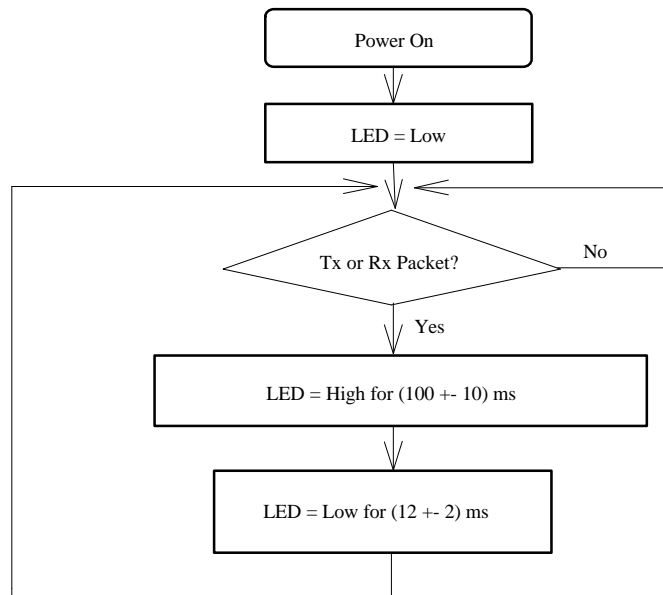 Power On
LED = Low
Tx or Rx Packet?
No
Yes
LED = High for (100 +- 10) ms
LED = Low for (12 +- 2) ms